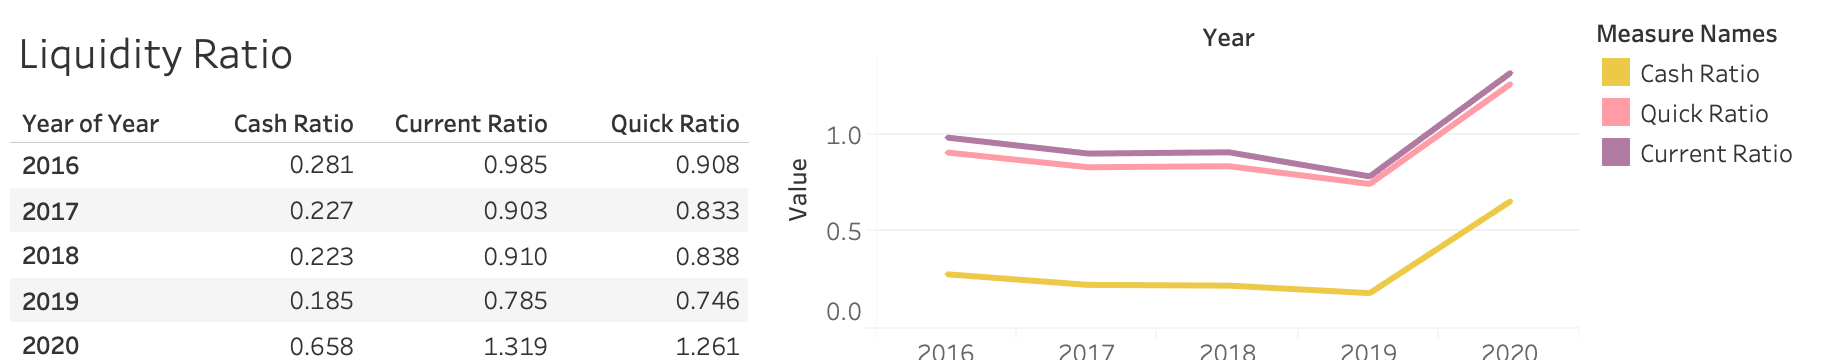 Liquidity Ratio
Year of Year Cash Ratio Current Ratio Quick Ratio
2016 0.281 0.985 0.908
2017 0.227 0.903 0.833
2018 0.223 0.910 0.838
2019 0.185 0.785 0.746
2020 0.658 1.319 1.261
Year
Value
1.0
0.5
0.0
2016 2017 2018 2019 2020
Measure Names
Cash Ratio
Quick Ratio
Current Ratio